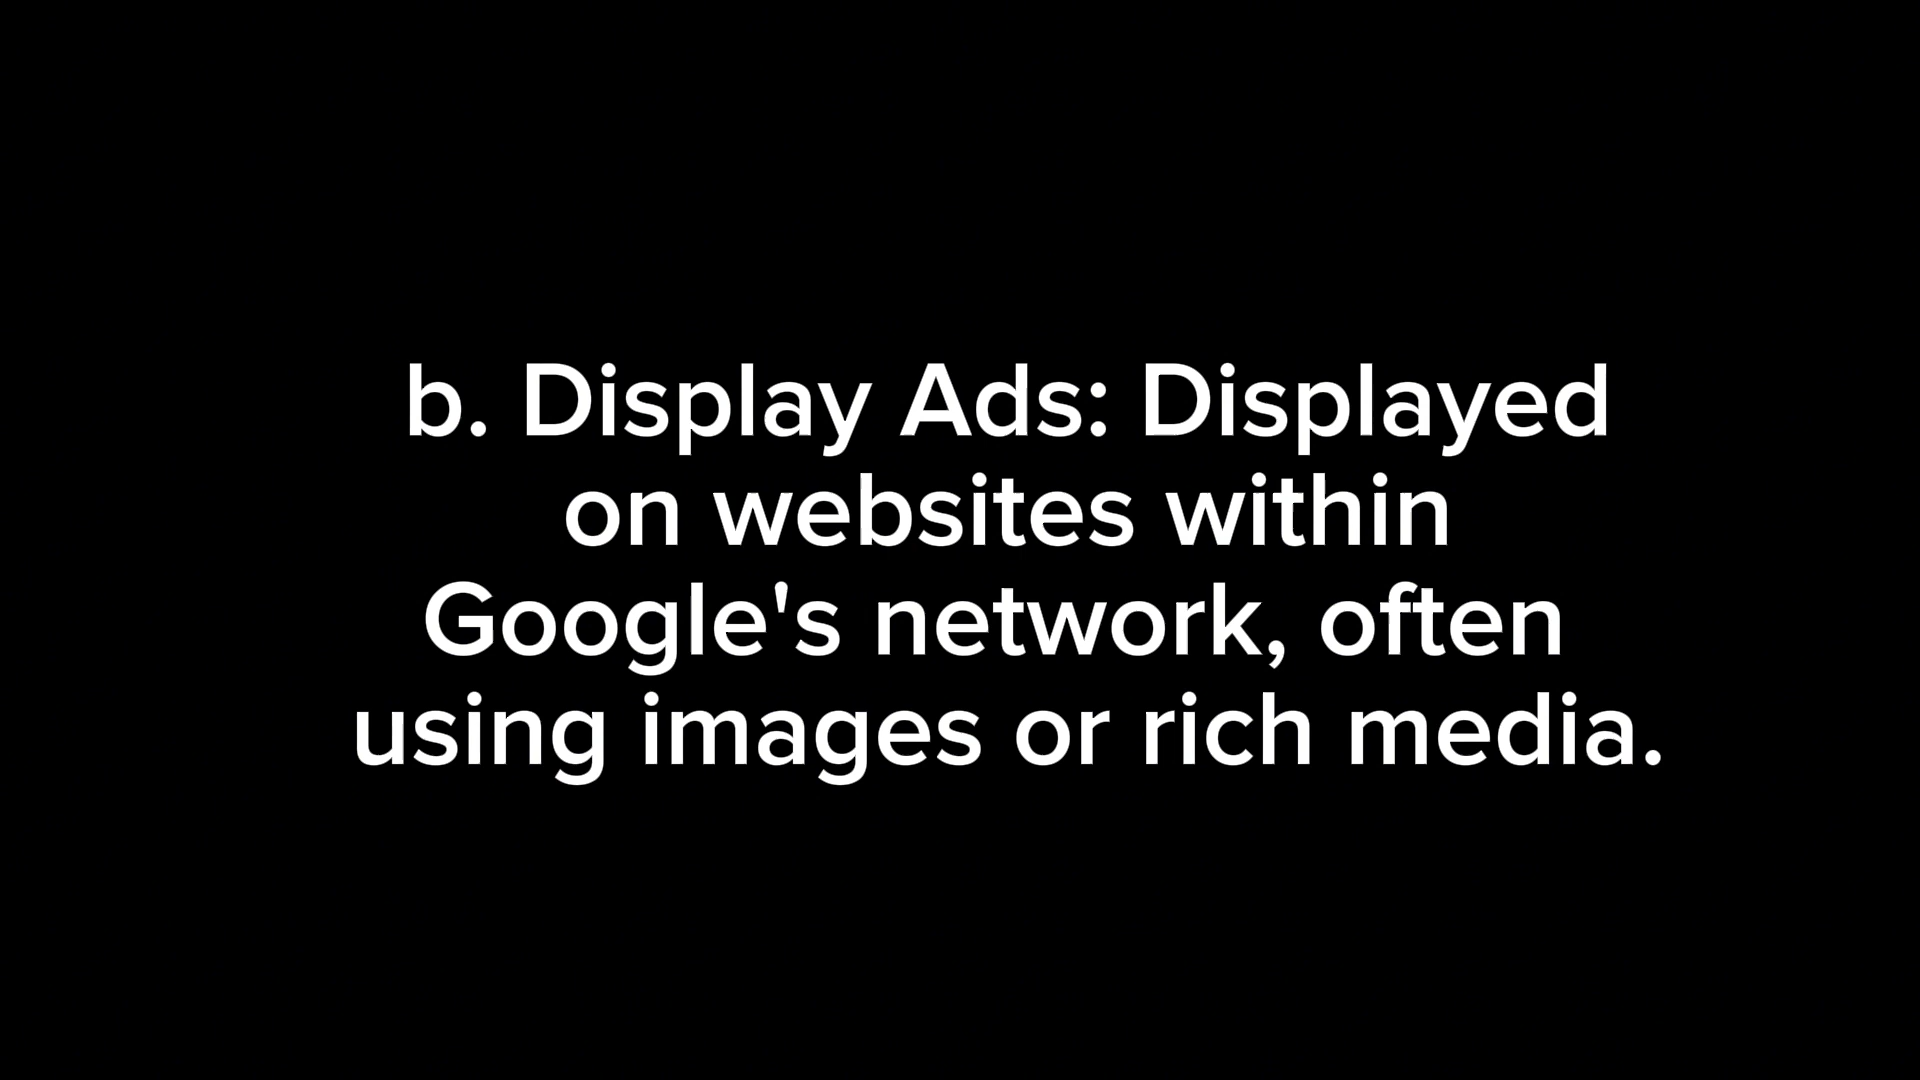 b. Display Ads: Displayed
on websites within
Google's network, often
using images or rich media.